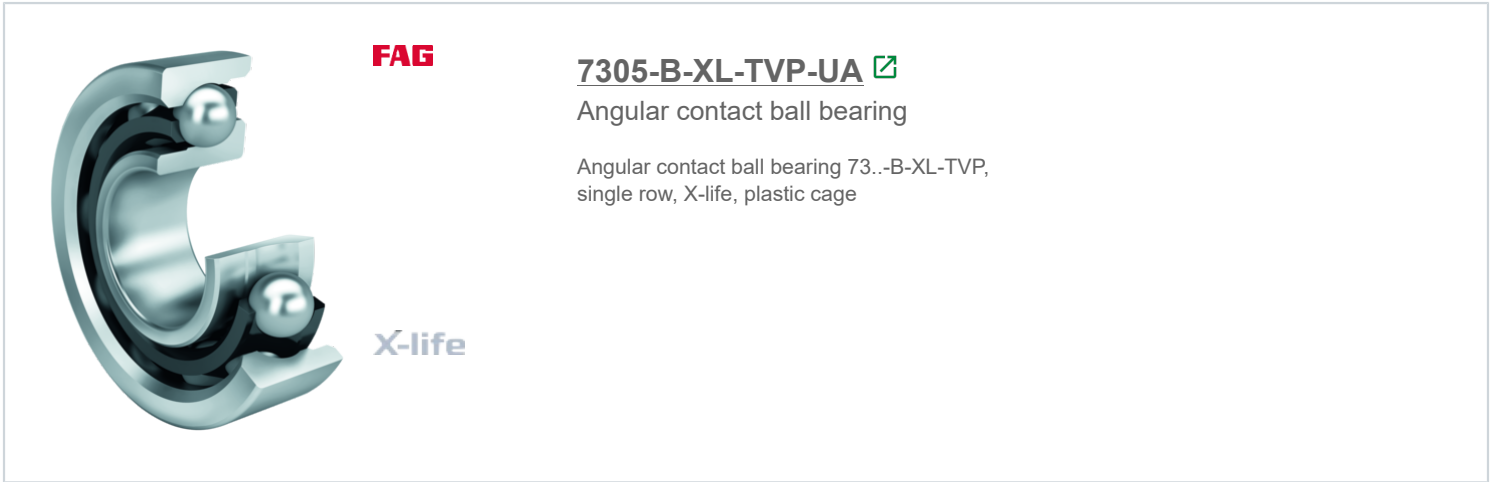 FAG
7305-B-XL-TVP-UA
Angular contact ball bearing
Angular contact ball bearing 73..-B-XL-TVP,
single row, X-life, plastic cage
X-life